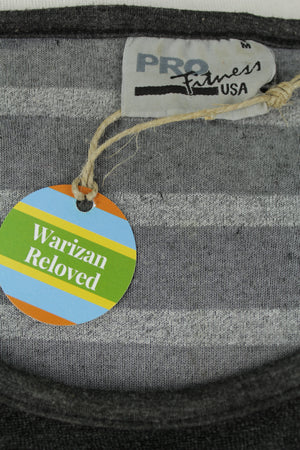 M
PRO
Fitness
USA
Warizan
Reloved